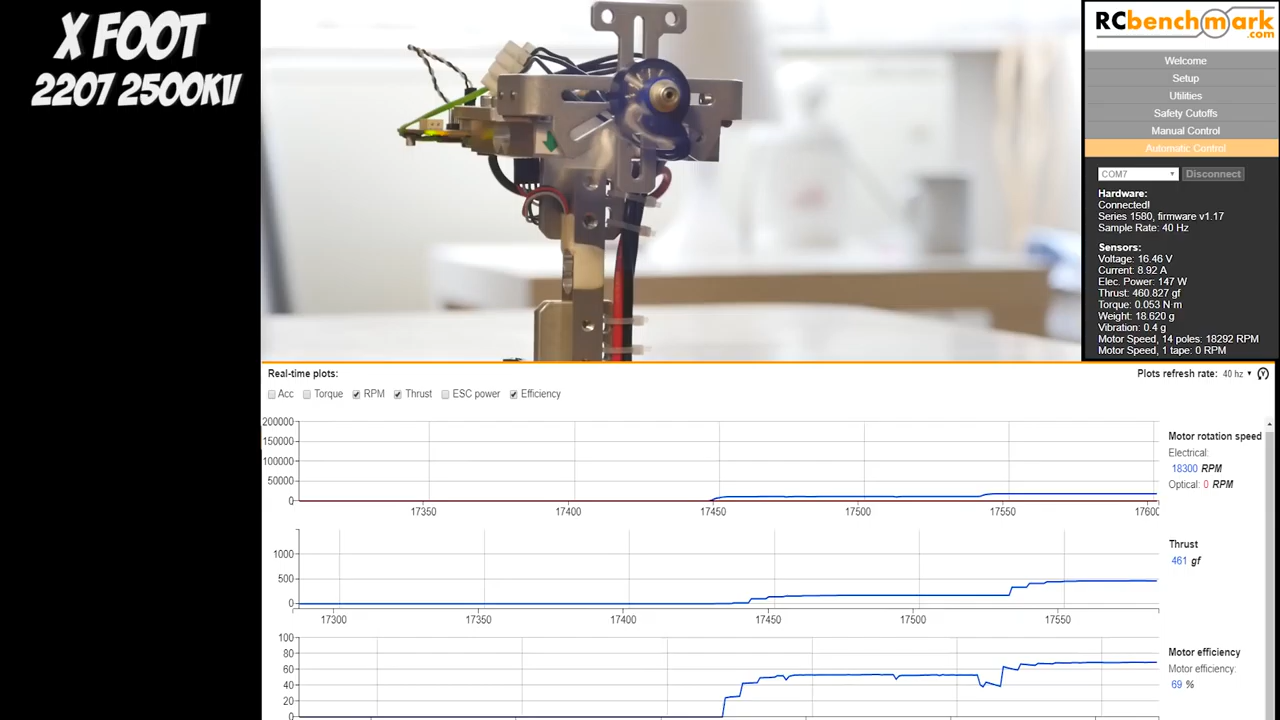 X FOOT
2207 2500KV
RCbenchmark
.com
Welcome
Setup
Utilities
Safety Cutoffs
Manual Control
Automatic Control
COM7
Disconnect
Hardware:
Connected!
Series 1580, firmware v1.17
Sample Rate: 40 Hz
Sensors:
Voltage: 16.46 V
Current: 8.92 A
Elec. Power: 147 W
Thrust: 460.827 gf
Torque: 0.053 N·m
Weight: 18.620 g
Vibration: 0.4 g
Motor Speed, 14 poles: 18292 RPM
Motor Speed, 1 tape: 0 RPM
Real-time plots:
Plots refresh rate: 40 hz
Acc Torque RPM Thrust ESC power Efficiency
200000
150000
100000
50000
0
17350 17400 17450 17500 17550 17600
Motor rotation speed
Electrical:
18300 RPM
Optical: 0 RPM
1000
500
0
17300 17350 17400 17450 17500 17550
Thrust
461 gf
100
80
60
40
20
0
Motor efficiency
Motor efficiency:
69 %